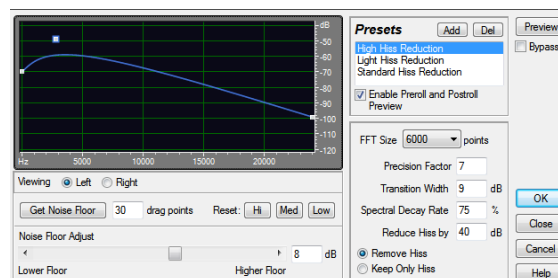 -dB
-50
-60
-70
-80
-90
-100
-110
-120
Hz 5000 10000 15000 20000
Viewing Left Right
Get Noise Floor 30 drag points Reset: Hi Med Low
Noise Floor Adjust
8 dB
Lower Floor Higher Floor
Presets Add Del
High Hiss Reduction
Light Hiss Reduction
Standard Hiss Reduction
Enable Preroll and Postroll
Preview
FFT Size 6000 points
Precision Factor 7
Transition Width 9 dB
Spectral Decay Rate 75 %
Reduce Hiss by 40 dB
Remove Hiss
Keep Only Hiss
Preview
Bypass
OK
Close
Cancel
Help